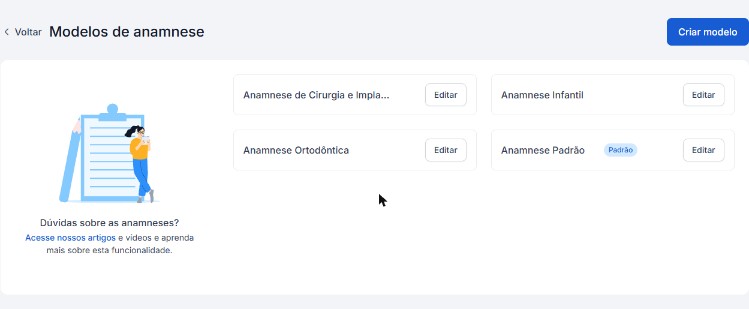 Voltar
Modelos de anamnese
Criar modelo
Anamnese de Cirurgia e Impla...
Editar
Anamnese Infantil
Editar
Anamnese Ortodôntica
Editar
Anamnese Padrão
Padrão
Editar
Dúvidas sobre as anamneses?
Acesse nossos artigos e vídeos e aprenda
mais sobre esta funcionalidade.